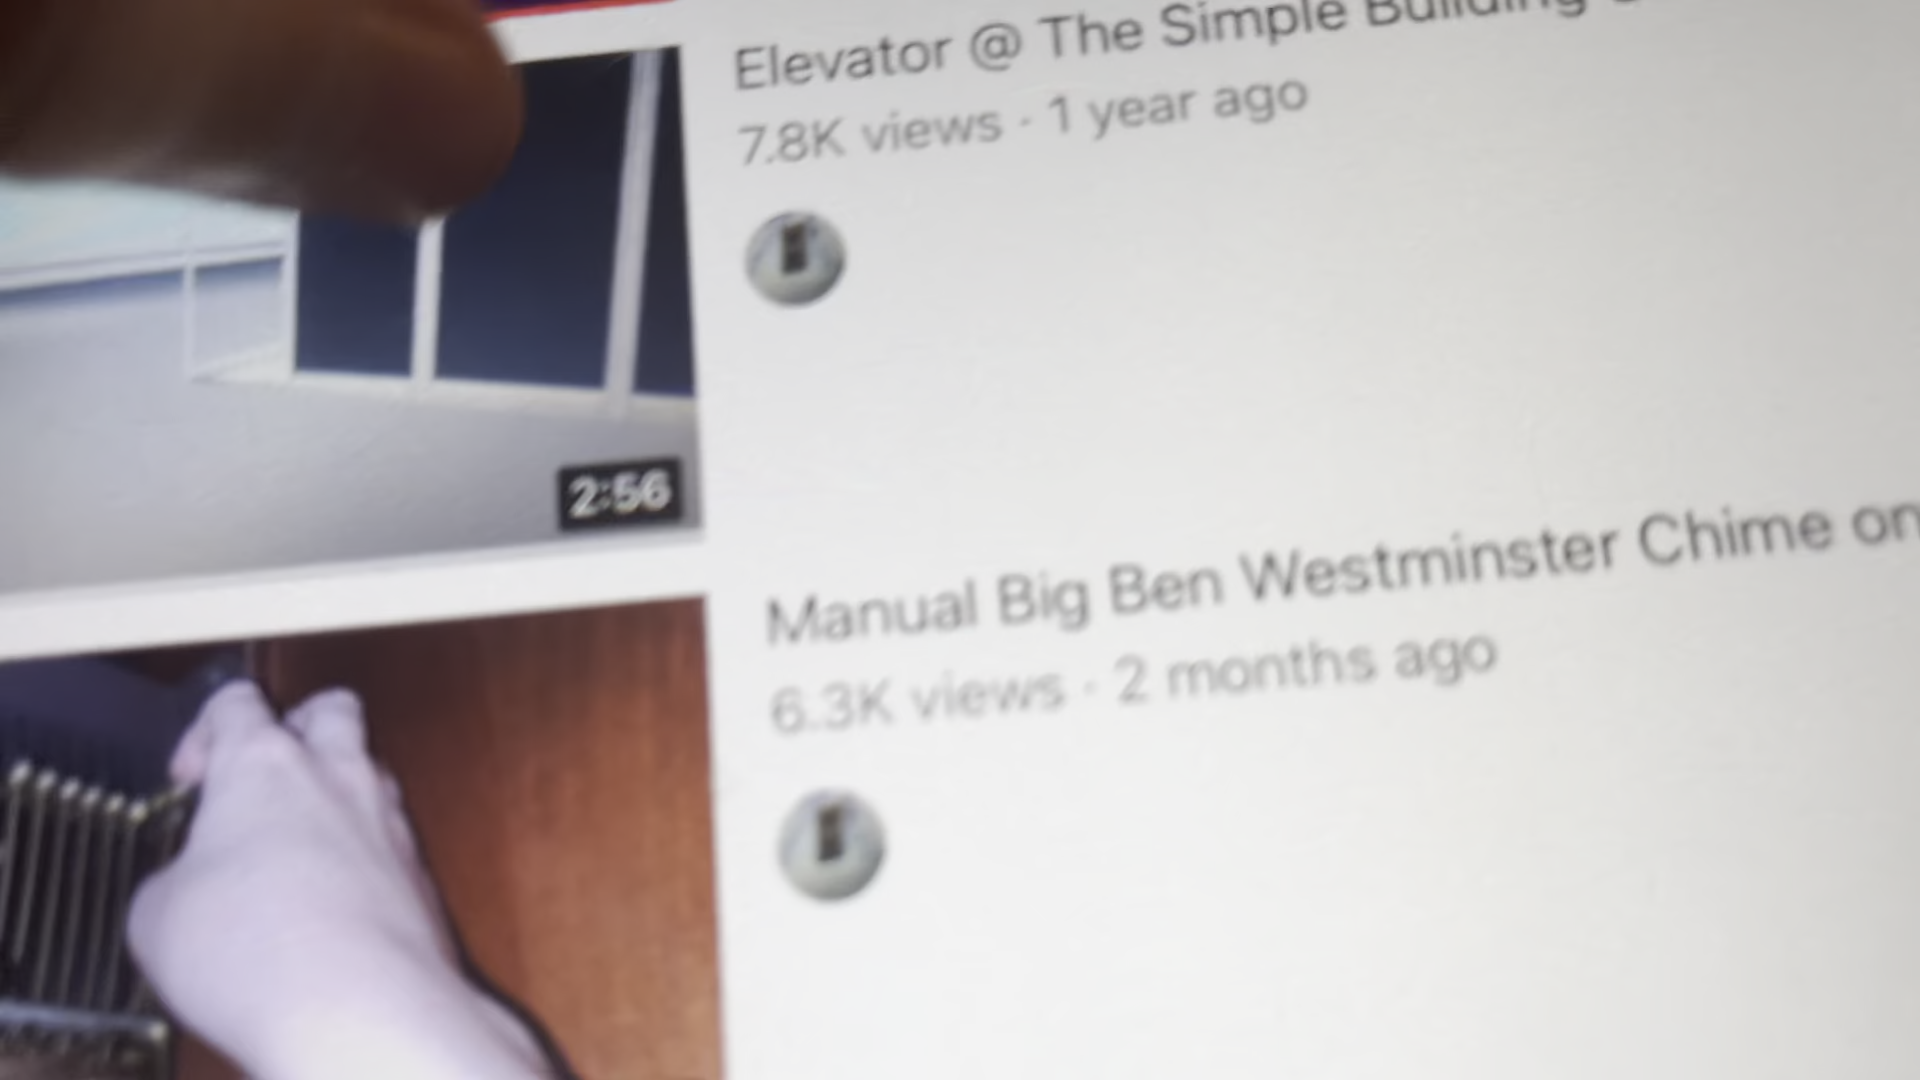 Elevator @ The Simple Building
7.8K views · 1 year ago
2:56
Manual Big Ben Westminster Chime on
6.3K views · 2 months ago